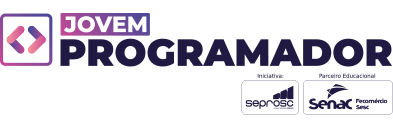 JOVEM
PROGRAMADOR
Iniciativa: Parceiro Educacional
seprosc Senac Fecomércio
Sesc